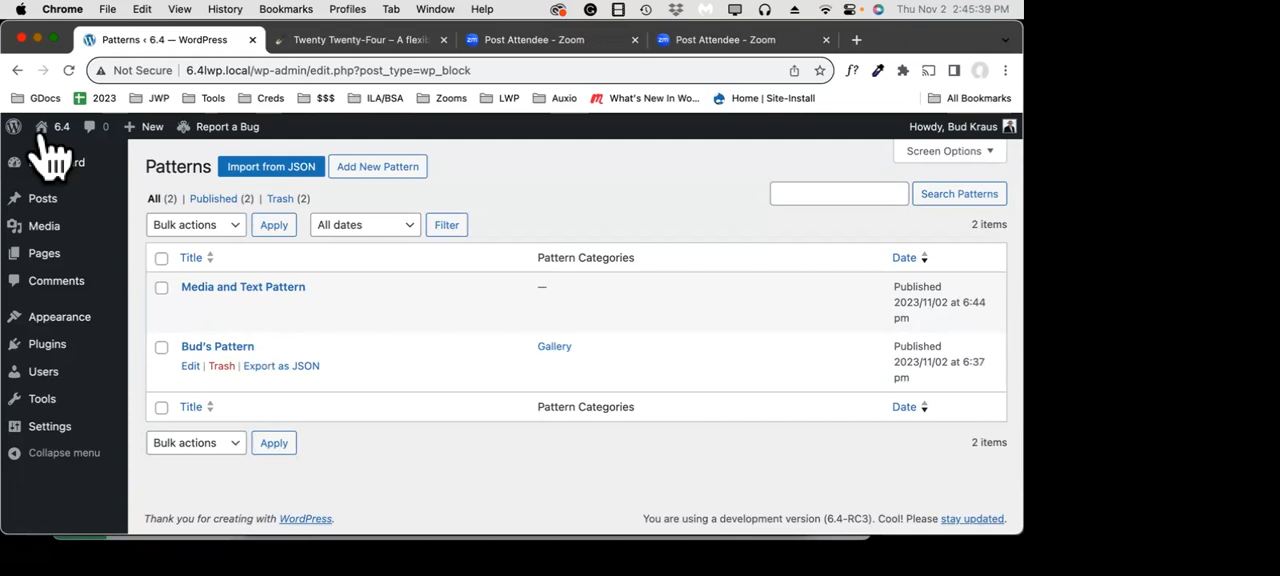 Chrome File Edit View History Bookmarks Profiles Tab Window Help Thu Nov 2 2:45:39 PM
Patterns ‹ 6.4 — WordPress Twenty Twenty-Four – A flexib Post Attendee - Zoom Post Attendee - Zoom
Not Secure 6.4lwp.local/wp-admin/edit.php?post_type=wp_block
GDocs 2023 JWP Tools Creds $$$ ILA/BSA Zooms LWP Auxio What's New In Wo... Home | Site-Install All Bookmarks
6.4 0 + New Report a Bug Howdy, Bud Kraus
Screen Options ▼
Patterns Import from JSON Add New Pattern
Posts
Media
Pages
Comments
Appearance
Plugins
Users
Tools
Settings
Collapse menu
All (2) | Published (2) | Trash (2)
Search Patterns
Bulk actions Apply All dates Filter
2 items
Title Pattern Categories Date
Media and Text Pattern — Published
2023/11/02 at 6:44
pm
Bud's Pattern Gallery Published
Edit | Trash | Export as JSON 2023/11/02 at 6:37
pm
Title Pattern Categories Date
Bulk actions Apply
2 items
Thank you for creating with WordPress. You are using a development version (6.4-RC3). Cool! Please stay updated.